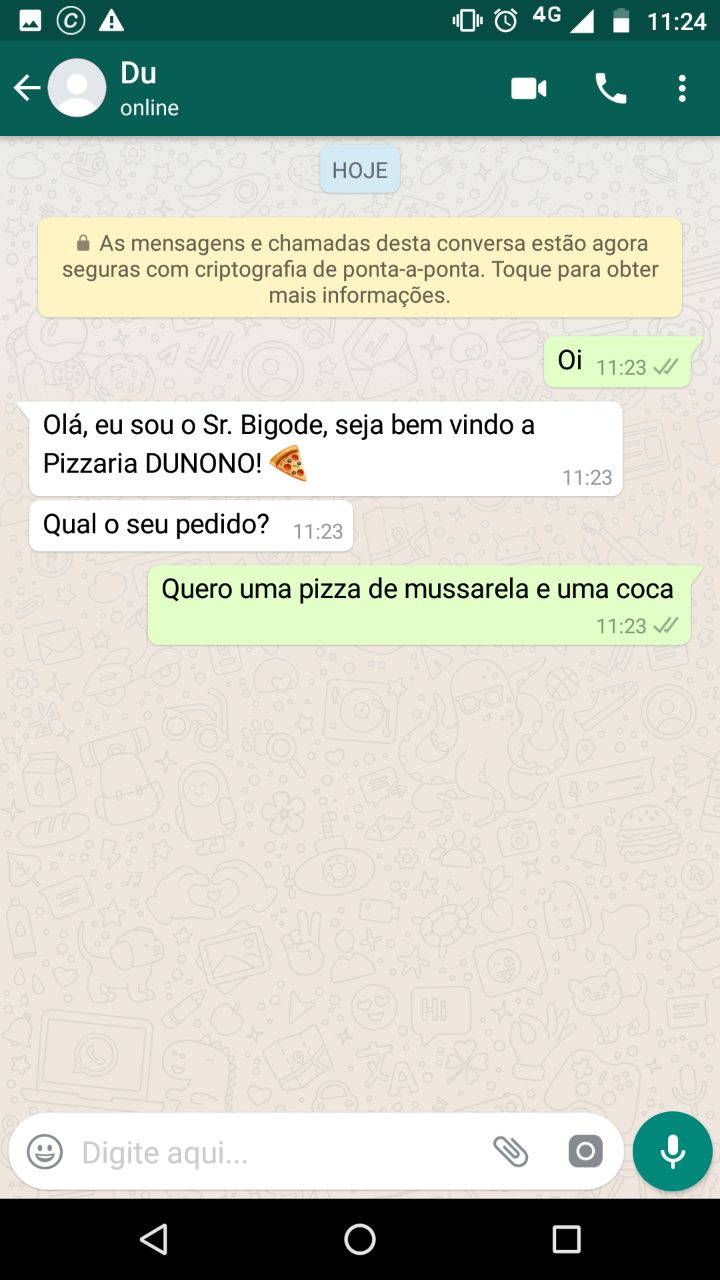 4G 11:24
Du
online
HOJE
As mensagens e chamadas desta conversa estão agora
seguras com criptografia de ponta-a-ponta. Toque para obter
mais informações.
Oi 11:23
Olá, eu sou o Sr. Bigode, seja bem vindo a
Pizzaria DUNONO! 🍕
11:23
Qual o seu pedido? 11:23
Quero uma pizza de mussarela e uma coca
11:23
Hi
Digite aqui...